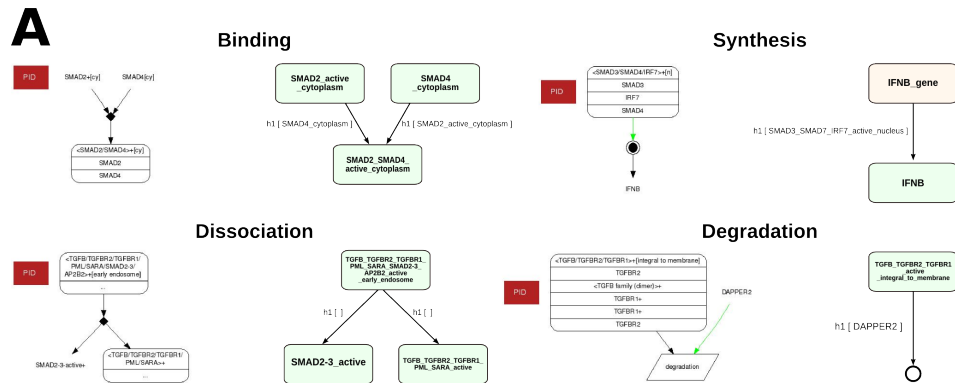 A
Binding
PID
SMAD2+[cy]
SMAD4[cy]
<SMAD2/SMAD4>+[cy]
SMAD2
SMAD4
SMAD2_active
_cytoplasm
SMAD4
_cytoplasm
h1 [ SMAD4_cytoplasm ]
h1 [ SMAD2_active_cytoplasm ]
SMAD2_SMAD4_
active_cytoplasm
Synthesis
PID
<SMAD3/SMAD4/IRF7>+[n]
SMAD3
IRF7
SMAD4
IFNB
IFNB_gene
h1 [ SMAD3_SMAD7_IRF7_active_nucleus ]
IFNB
Dissociation
PID
<TGFB/TGFBR2/TGFBR1/
PML/SARA/SMAD2-3/
AP2B2>+[early endosome]
...
SMAD2-3-active+
<TGFB/TGFBR2/TGFBR1/
PML/SARA>+
...
TGFB_TGFBR2_TGFBR1_
PML_SARA_SMAD2-3_
AP2B2_active
_early_endosome
h1 [ ]
h1 [ ]
SMAD2-3_active
TGFB_TGFBR2_TGFBR1_
PML_SARA_active
Degradation
PID
<TGFB/TGFBR2/TGFBR1>+[integral to membrane]
TGFBR2
<TGFB family (dimer)>+
TGFBR1+
TGFBR1+
TGFBR2
DAPPER2
degradation
TGFB_TGFBR2_TGFBR1
_active
_integral_to_membrane
h1 [ DAPPER2 ]